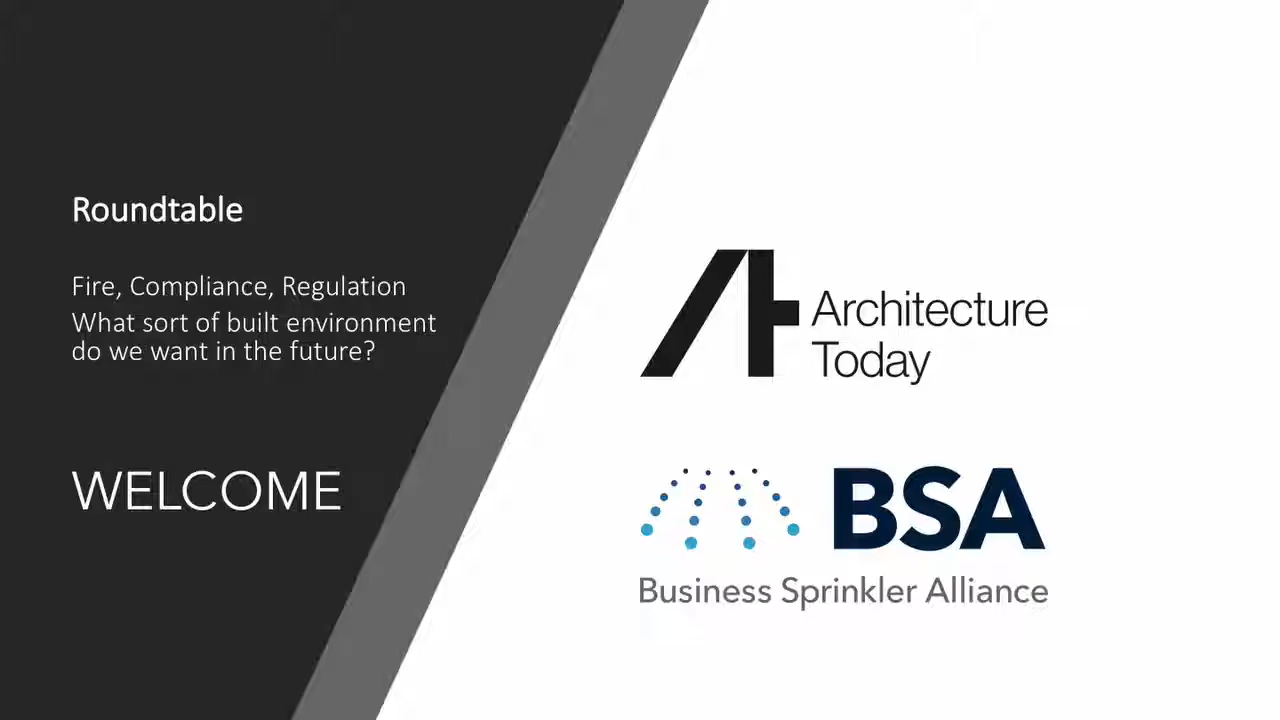 Roundtable
Fire, Compliance, Regulation
What sort of built environment
do we want in the future?
WELCOME
Architecture
Today
BSA
Business Sprinkler Alliance